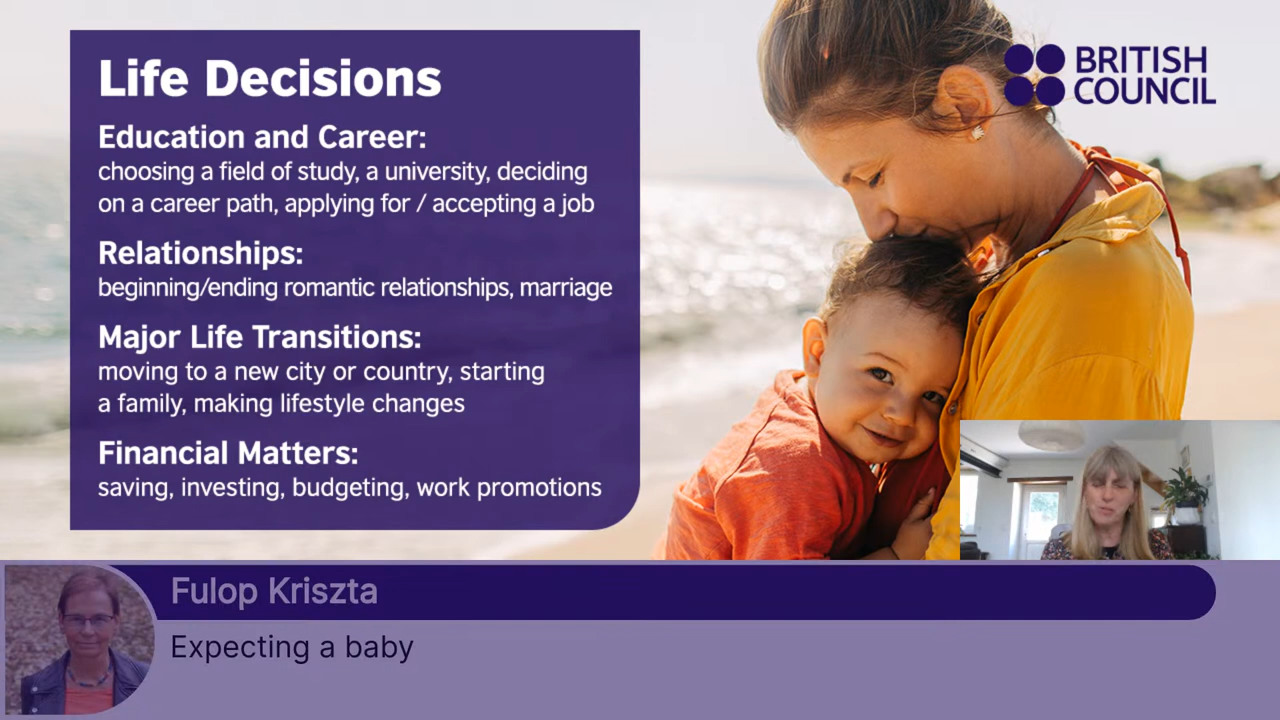 Life Decisions
Education and Career:
choosing a field of study, a university, deciding
on a career path, applying for / accepting a job
Relationships:
beginning/ending romantic relationships, marriage
Major Life Transitions:
moving to a new city or country, starting
a family, making lifestyle changes
Financial Matters:
saving, investing, budgeting, work promotions
BRITISH
COUNCIL
Fulop Kriszta
Expecting a baby